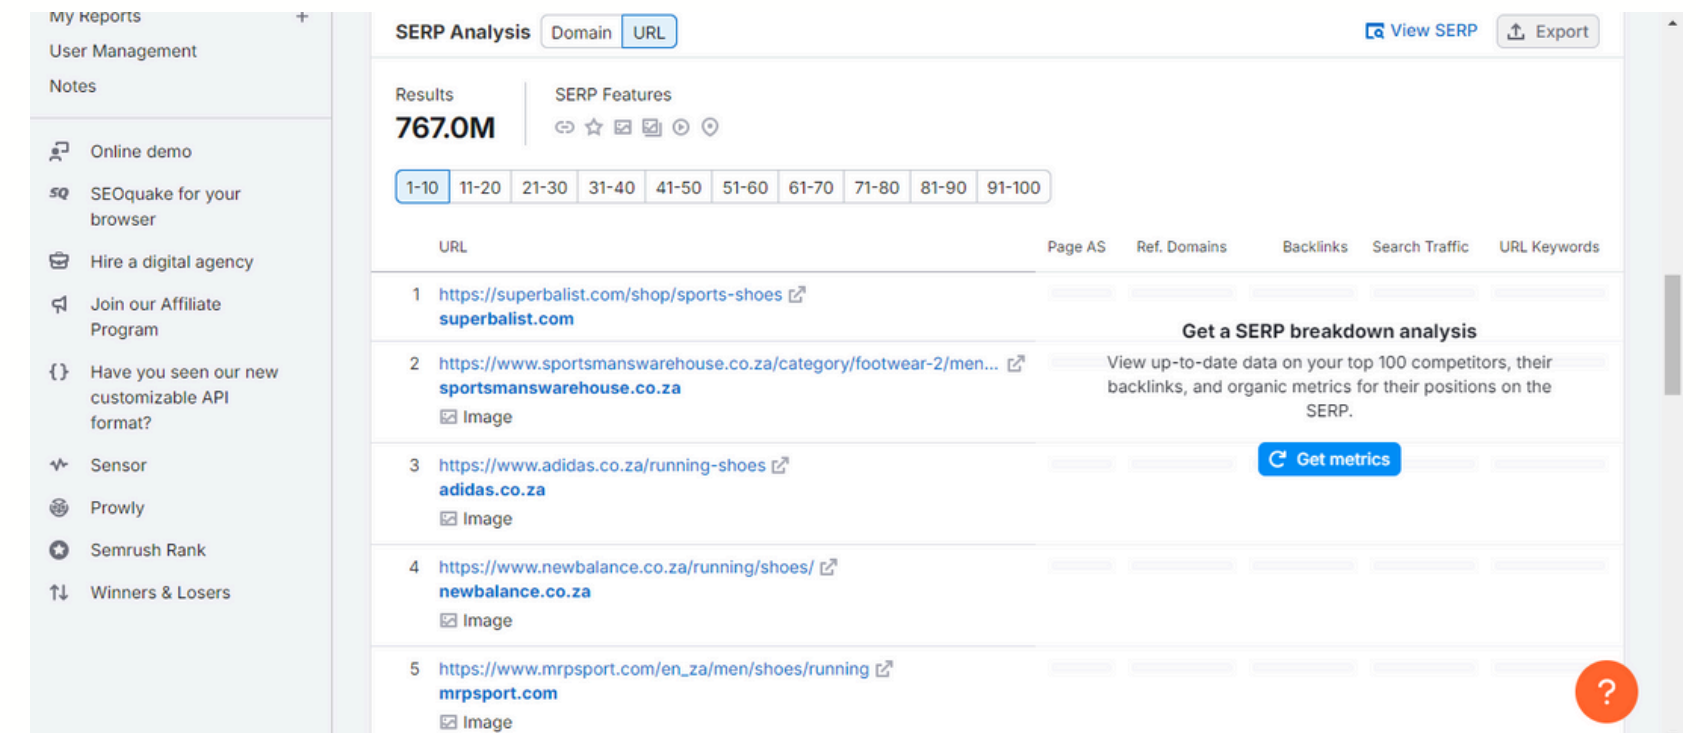 My Reports +
User Management
Notes
Online demo
SEOquake for your
browser
Hire a digital agency
Join our Affiliate
Program
Have you seen our new
customizable API
format?
Sensor
Prowly
Semrush Rank
Winners & Losers
SERP Analysis Domain URL View SERP Export
Results SERP Features
767.0M
1-10 11-20 21-30 31-40 41-50 51-60 61-70 71-80 81-90 91-100
URL Page AS Ref. Domains Backlinks Search Traffic URL Keywords
1 https://superbalist.com/shop/sports-shoes
superbalist.com
2 https://www.sportsmanswarehouse.co.za/category/footwear-2/men...
sportsmanswarehouse.co.za
Image
3 https://www.adidas.co.za/running-shoes
adidas.co.za
Image
4 https://www.newbalance.co.za/running/shoes/
newbalance.co.za
Image
5 https://www.mrpsport.com/en_za/men/shoes/running
mrpsport.com
Image
Get a SERP breakdown analysis
View up-to-date data on your top 100 competitors, their
backlinks, and organic metrics for their positions on the
SERP.
Get metrics
?